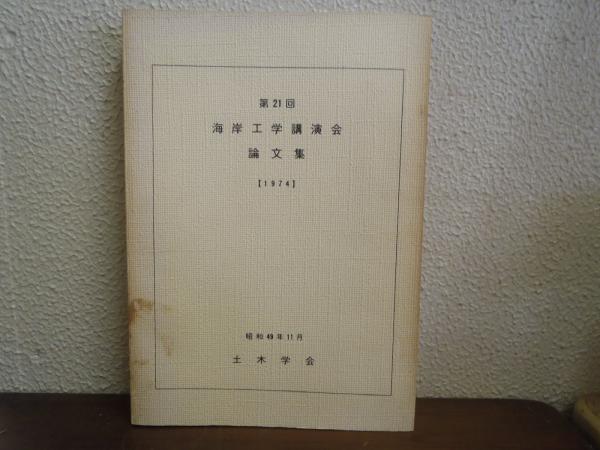 第21回
海岸工学講演会
論文集
【1974】
昭和49年11月
土木学会